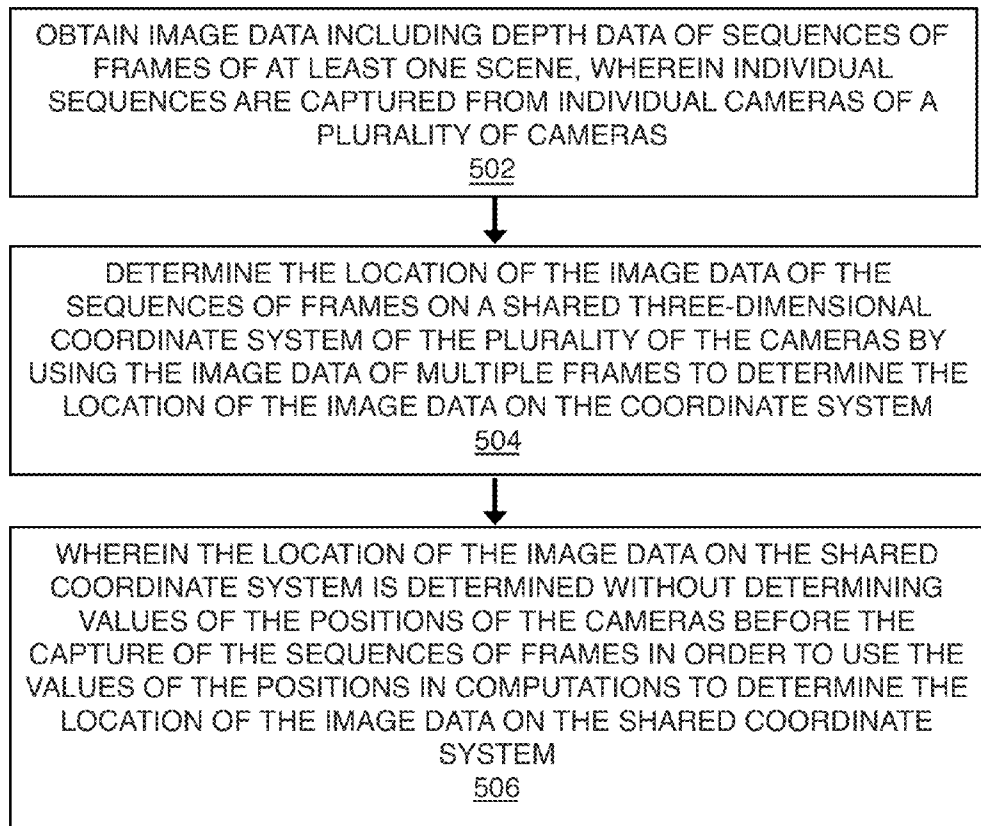 OBTAIN IMAGE DATA INCLUDING DEPTH DATA OF SEQUENCES OF
FRAMES OF AT LEAST ONE SCENE, WHEREIN INDIVIDUAL
SEQUENCES ARE CAPTURED FROM INDIVIDUAL CAMERAS OF A
PLURALITY OF CAMERAS
502
DETERMINE THE LOCATION OF THE IMAGE DATA OF THE
SEQUENCES OF FRAMES ON A SHARED THREE-DIMENSIONAL
COORDINATE SYSTEM OF THE PLURALITY OF THE CAMERAS BY
USING THE IMAGE DATA OF MULTIPLE FRAMES TO DETERMINE THE
LOCATION OF THE IMAGE DATA ON THE COORDINATE SYSTEM
504
WHEREIN THE LOCATION OF THE IMAGE DATA ON THE SHARED
COORDINATE SYSTEM IS DETERMINED WITHOUT DETERMINING
VALUES OF THE POSITIONS OF THE CAMERAS BEFORE THE
CAPTURE OF THE SEQUENCES OF FRAMES IN ORDER TO USE THE
VALUES OF THE POSITIONS IN COMPUTATIONS TO DETERMINE THE
LOCATION OF THE IMAGE DATA ON THE SHARED COORDINATE
SYSTEM
506